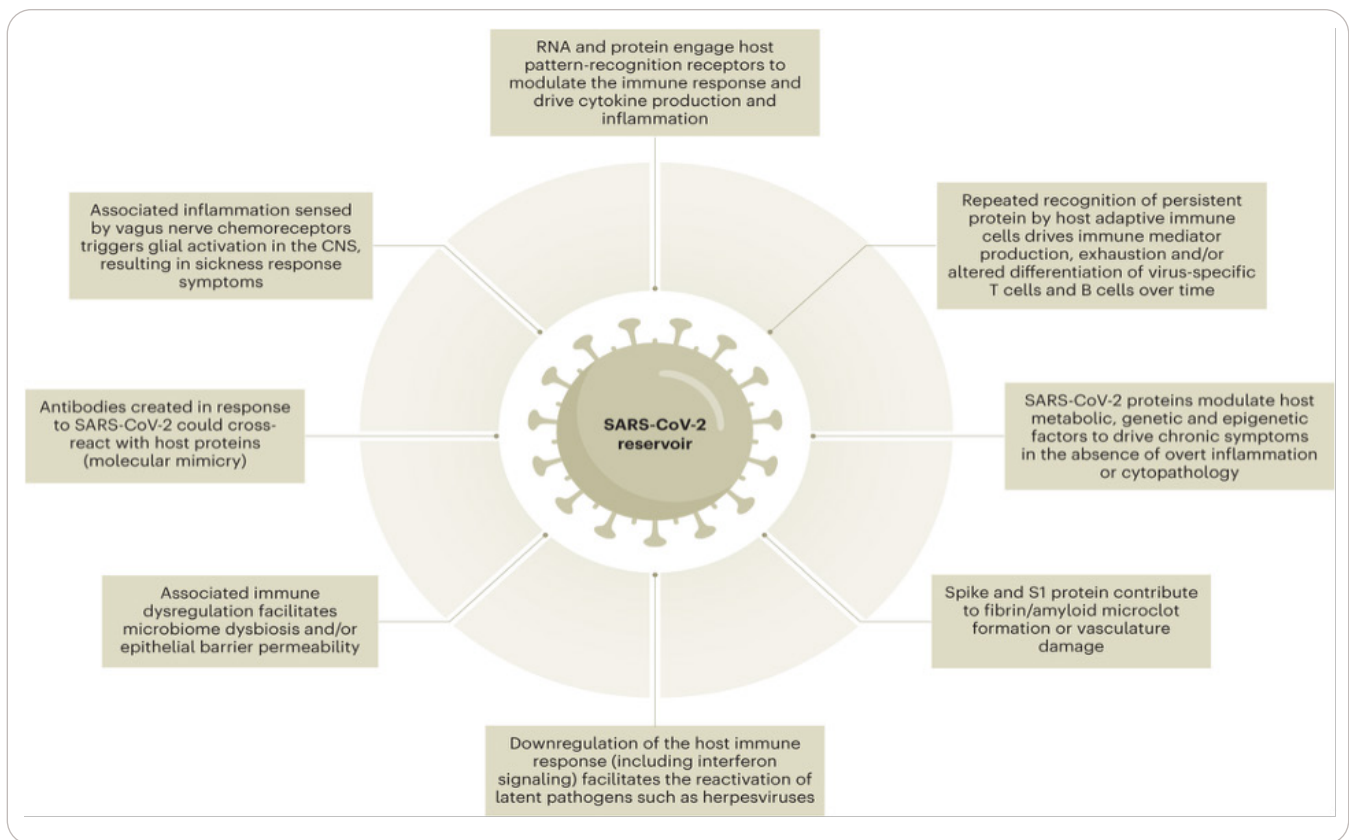 RNA and protein engage host
pattern-recognition receptors to
modulate the immune response and
drive cytokine production and
inflammation
Repeated recognition of persistent
protein by host adaptive immune
cells drives immune mediator
production, exhaustion and/or
altered differentiation of virus-specific
T cells and B cells over time
SARS-CoV-2 proteins modulate host
metabolic, genetic and epigenetic
factors to drive chronic symptoms
in the absence of overt inflammation
or cytopathology
Spike and S1 protein contribute
to fibrin/amyloid microclot
formation or vasculature
damage
Downregulation of the host immune
response (including interferon
signaling) facilitates the reactivation of
latent pathogens such as herpesviruses
Associated immune
dysregulation facilitates
microbiome dysbiosis and/or
epithelial barrier permeability
Antibodies created in response
to SARS-CoV-2 could cross-
react with host proteins
(molecular mimicry)
Associated inflammation sensed
by vagus nerve chemoreceptors
triggers glial activation in the CNS,
resulting in sickness response
symptoms
SARS-CoV-2
reservoir